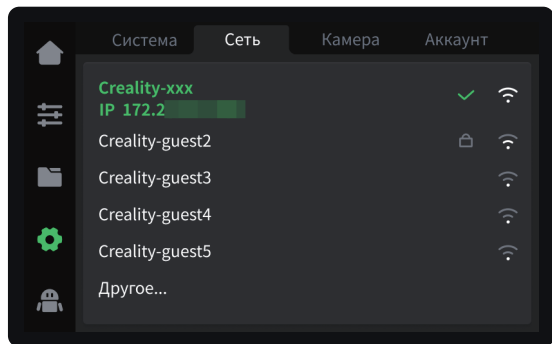 Система Сеть Камера Аккаунт
Creality-xxx
IP 172.2
Creality-guest2
Creality-guest3
Creality-guest4
Creality-guest5
Другое...